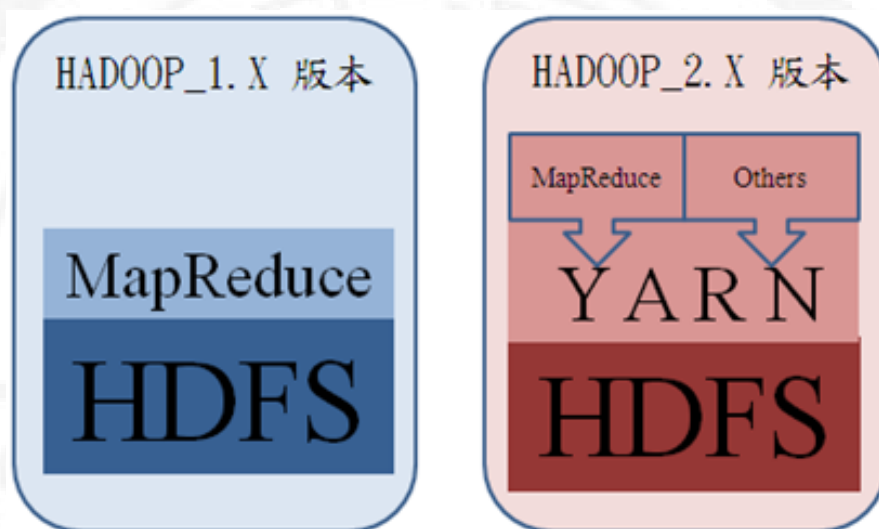 HADOOP_1.X 版本
MapReduce
HDFS
HADOOP_2.X 版本
MapReduce
Others
YARN
HDFS